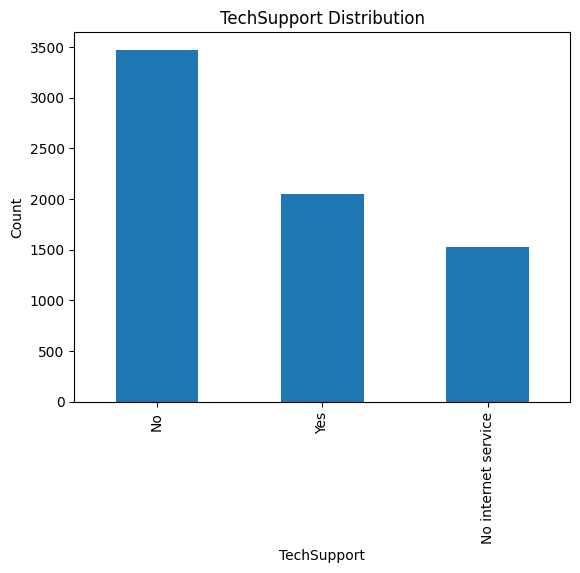 TechSupport Distribution
3500
3000
2500
2000
1500
1000
500
0
Count
No
Yes
No internet service
TechSupport